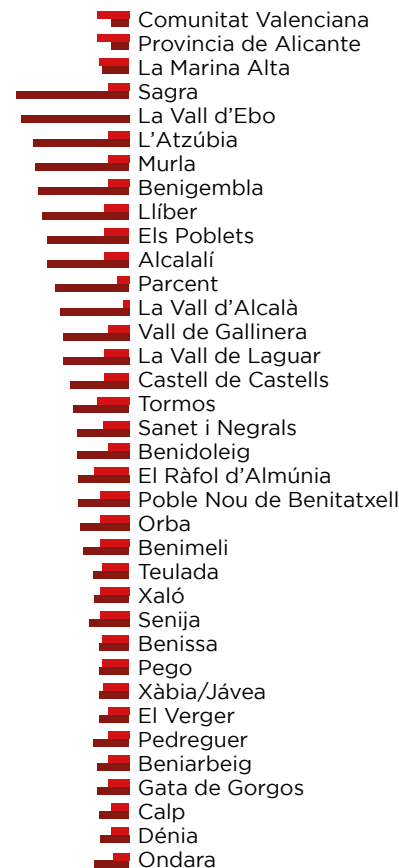 Comunitat Valenciana
Provincia de Alicante
La Marina Alta
Sagra
La Vall d’Ebo
L’Atzúbia
Murla
Benigembla
Llíber
Els Poblets
Alcalalí
Parcent
La Vall d’Alcalà
Vall de Gallinera
La Vall de Laguar
Castell de Castells
Tormos
Sanet i Negrals
Benidoleig
El Ràfol d’Almúnia
Poble Nou de Benitatxell
Orba
Benimeli
Teulada
Xaló
Senija
Benissa
Pego
Xàbia/Jávea
El Verger
Pedreguer
Beniarbeig
Gata de Gorgos
Calp
Dénia
Ondara